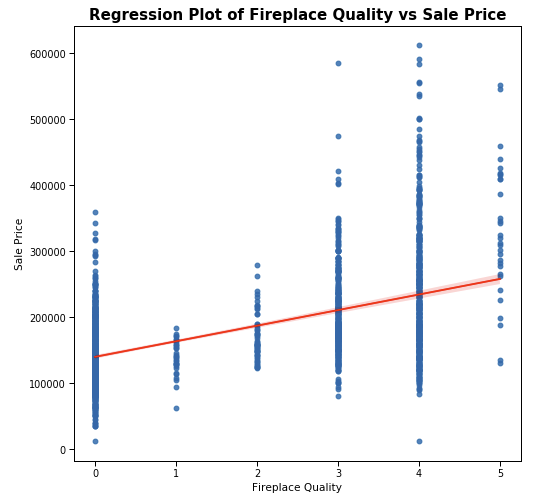 Regression Plot of Fireplace Quality vs Sale Price
600000
500000
400000
300000
200000
100000
0
Sale Price
0 1 2 3 4 5
Fireplace Quality